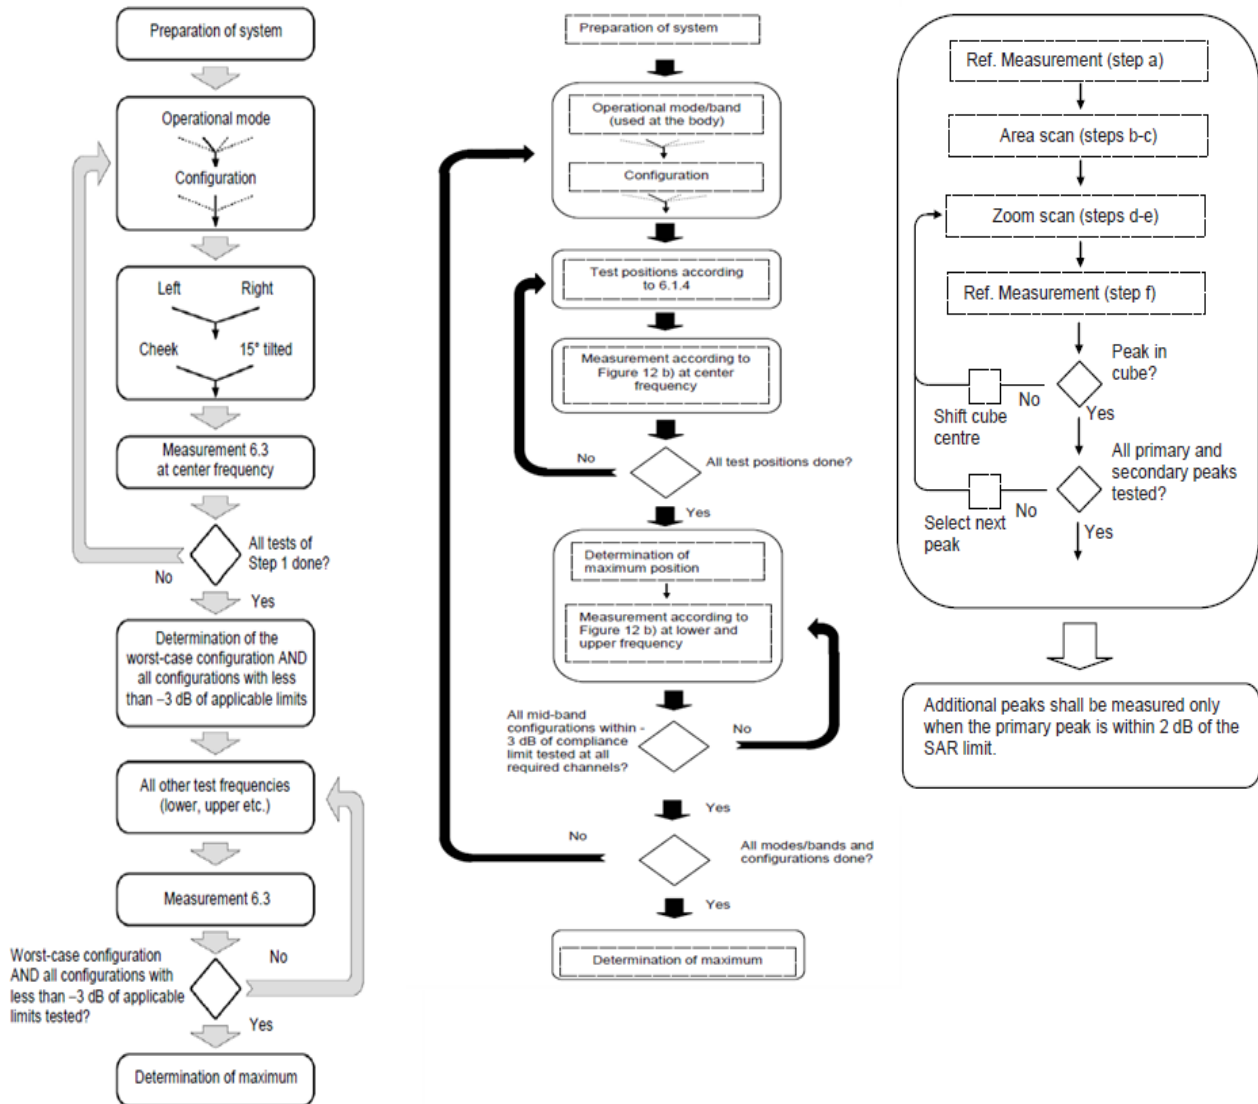 Preparation of system
Operational mode
Configuration
Left Right
Cheek 15° tilted
Measurement 6.3
at center frequency
All tests of
Step 1 done?
No
Yes
Determination of the
worst-case configuration AND
all configurations with less
than –3 dB of applicable limits
All other test frequencies
(lower, upper etc.)
Measurement 6.3
Worst-case configuration
AND all configurations with
less than –3 dB of applicable
limits tested?
No
Yes
Determination of maximum
Preparation of system
Operational mode/band
(used at the body)
Configuration
Test positions according
to 6.1.4
Measurement according to
Figure 12 b) at center
frequency
No
All test positions done?
Yes
Determination of
maximum position
Measurement according to
Figure 12 b) at lower and
upper frequency
All mid-band
configurations within -
3 dB of compliance
limit tested at all
required channels?
No
Yes
No
All modes/bands and
configurations done?
Yes
Determination of maximum
Ref. Measurement (step a)
Area scan (steps b-c)
Zoom scan (steps d-e)
Ref. Measurement (step f)
Peak in
cube?
No
Yes
Shift cube
centre
All primary and
secondary peaks
tested?
No
Yes
Select next
peak
Additional peaks shall be measured only
when the primary peak is within 2 dB of the
SAR limit.